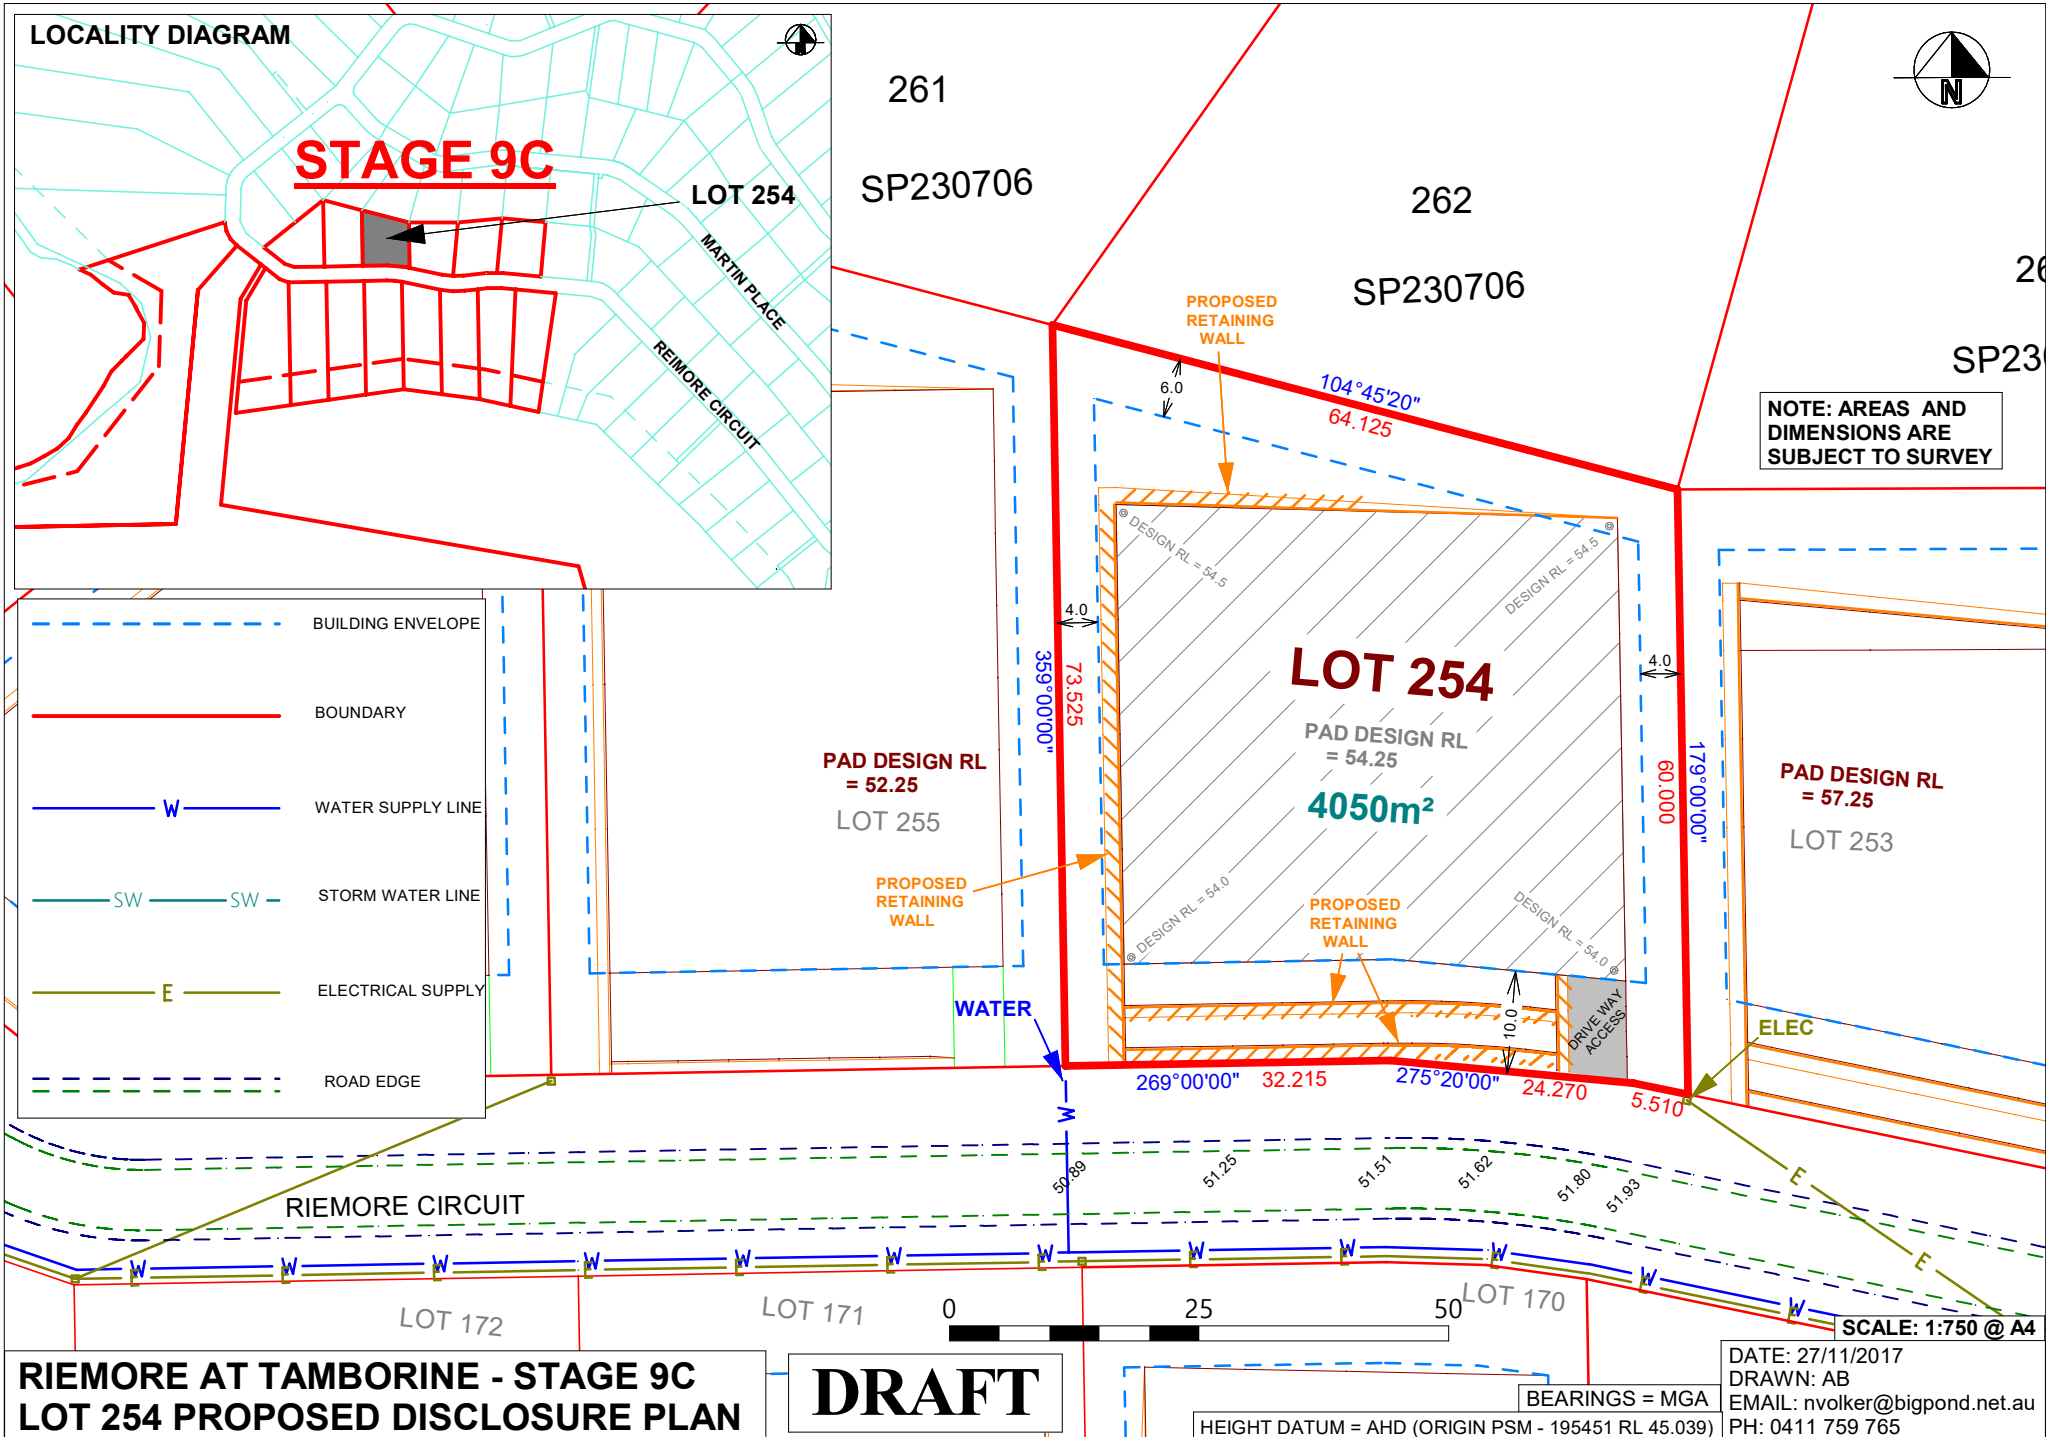 LOCALITY DIAGRAM
STAGE 9C
LOT 254
MARTIN PLACE
REIMORE CIRCUIT
261
SP230706
262
SP230706
26
SP230
N
NOTE: AREAS AND
DIMENSIONS ARE
SUBJECT TO SURVEY
PROPOSED
RETAINING
WALL
6.0
104°45'20"
64.125
DESIGN RL = 54.5
DESIGN RL = 54.5
4.0
4.0
359°00'00"
73.525
LOT 254
PAD DESIGN RL
= 54.25
4050m²
60.000
179°00'00"
PAD DESIGN RL
= 52.25
LOT 255
PAD DESIGN RL
= 57.25
LOT 253
PROPOSED
RETAINING
WALL
DESIGN RL = 54.0
PROPOSED
RETAINING
WALL
DESIGN RL = 54.0
10.0
DRIVE WAY
ACCESS
WATER
ELEC
269°00'00"
32.215
275°20'00"
24.270
5.510
BUILDING ENVELOPE
BOUNDARY
W
WATER SUPPLY LINE
SW
SW
STORM WATER LINE
E
ELECTRICAL SUPPLY
ROAD EDGE
W
50.89
51.25
51.51
51.62
51.80
51.93
E
E
RIEMORE CIRCUIT
W W W W W W W W W W W W
E E E E E E E E E E E E
LOT 172
LOT 171
LOT 170
0
25
50
SCALE: 1:750 @ A4
RIEMORE AT TAMBORINE - STAGE 9C
LOT 254 PROPOSED DISCLOSURE PLAN
DRAFT
BEARINGS = MGA
HEIGHT DATUM = AHD (ORIGIN PSM - 195451 RL 45.039)
DATE: 27/11/2017
DRAWN: AB
EMAIL: nvolker@bigpond.net.au
PH: 0411 759 765